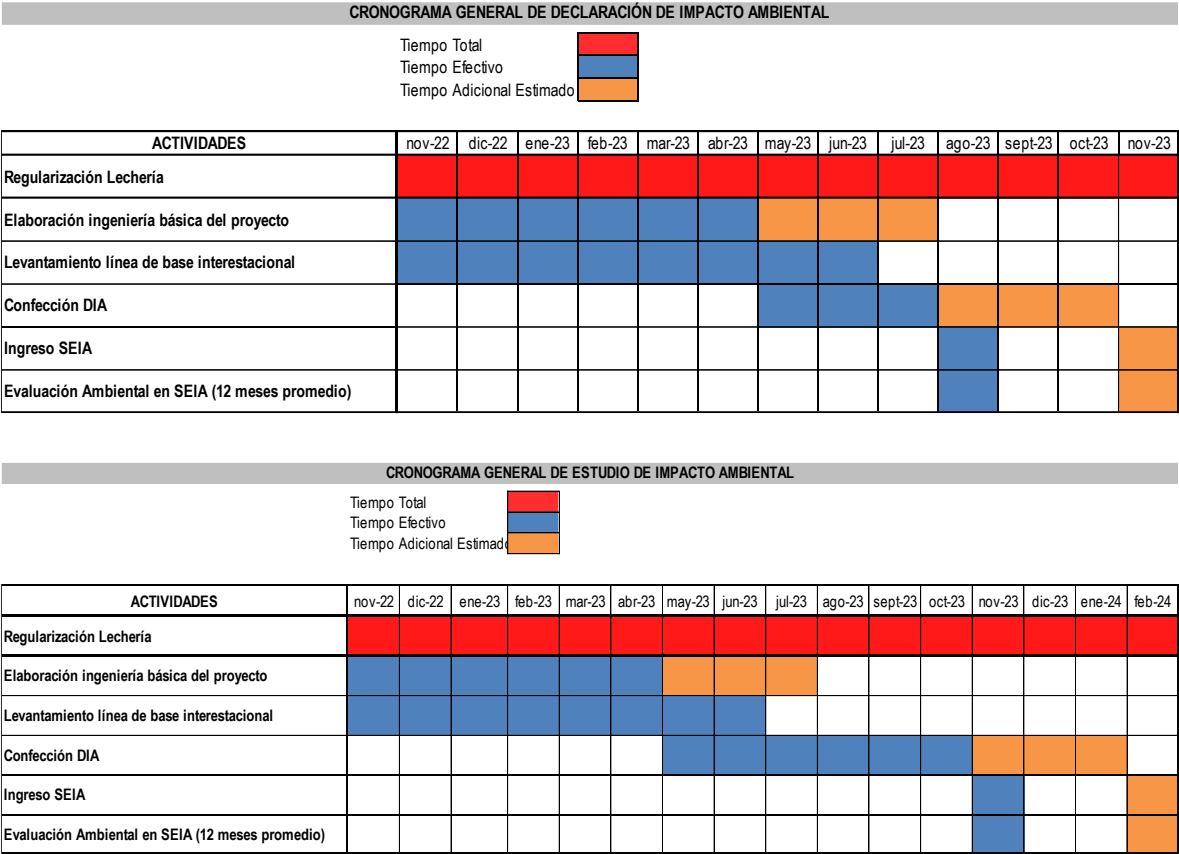 CRONOGRAMA GENERAL DE DECLARACIÓN DE IMPACTO AMBIENTAL
Tiempo Total
Tiempo Efectivo
Tiempo Adicional Estimado
ACTIVIDADES nov-22 dic-22 ene-23 feb-23 mar-23 abr-23 may-23 jun-23 jul-23 ago-23 sept-23 oct-23 nov-23
Regularización Lechería
Elaboración ingeniería básica del proyecto
Levantamiento línea de base interestacional
Confección DIA
Ingreso SEIA
Evaluación Ambiental en SEIA (12 meses promedio)
CRONOGRAMA GENERAL DE ESTUDIO DE IMPACTO AMBIENTAL
Tiempo Total
Tiempo Efectivo
Tiempo Adicional Estimado
ACTIVIDADES nov-22 dic-22 ene-23 feb-23 mar-23 abr-23 may-23 jun-23 jul-23 ago-23 sept-23 oct-23 nov-23 dic-23 ene-24 feb-24
Regularización Lechería
Elaboración ingeniería básica del proyecto
Levantamiento línea de base interestacional
Confección DIA
Ingreso SEIA
Evaluación Ambiental en SEIA (12 meses promedio)